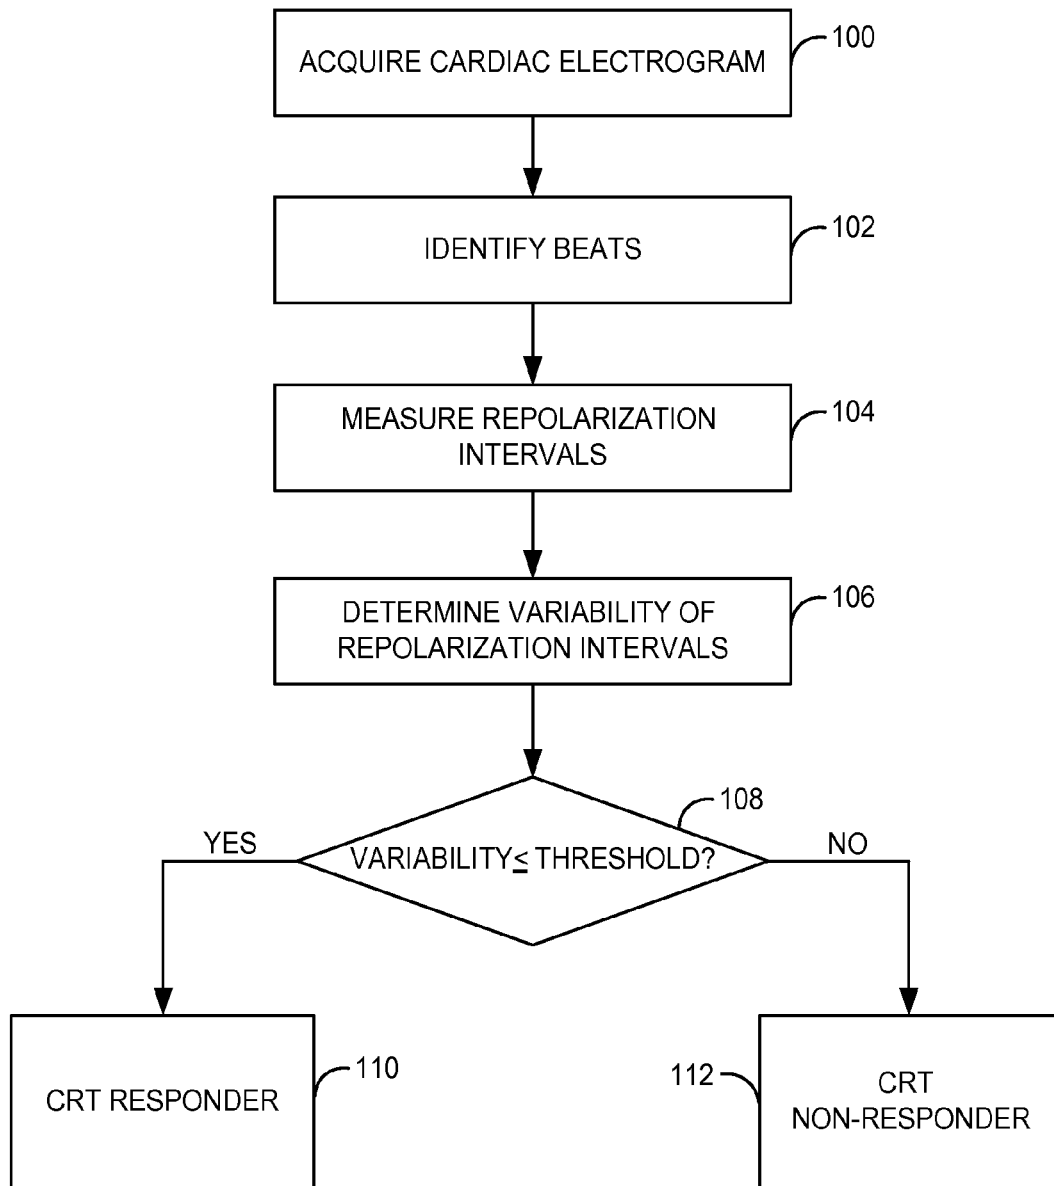 ACQUIRE CARDIAC ELECTROGRAM
100
IDENTIFY BEATS
102
MEASURE REPOLARIZATION
INTERVALS
104
DETERMINE VARIABILITY OF
REPOLARIZATION INTERVALS
106
108
YES
VARIABILITY≤ THRESHOLD?
NO
CRT RESPONDER
110
112
CRT
NON-RESPONDER